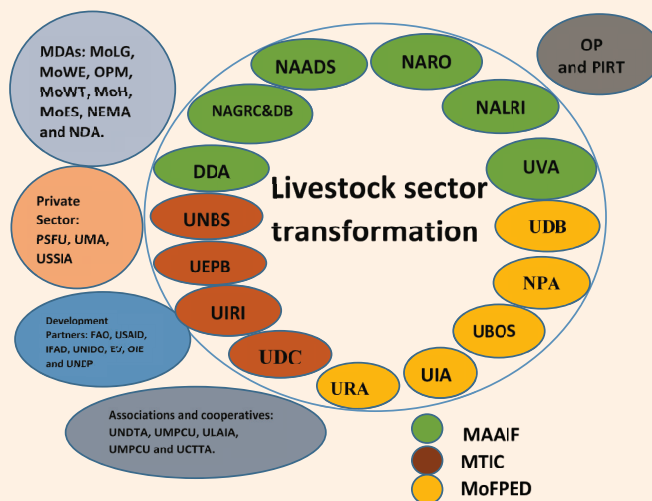 MDAs: MoLG,
MoWE, OPM,
MoWT, MoH,
MoES, NEMA
and NDA.
Private
Sector:
PSFU, UMA,
USSIA
Development
Partners: FAO, USAID,
IFAD, UNIDO, EU, OIE
and UNEP
Associations and cooperatives:
UNDTA, UMPCU, ULAIA,
UMPCU and UCTTA.
OP
and PIRT
NAADS
NARO
NAGRC&DB
NALRI
DDA
UVA
UNBS
UDB
UEPB
NPA
UIRI
UBOS
UDC
UIA
URA
Livestock sector
transformation
MAAIF
MTIC
MoFPED